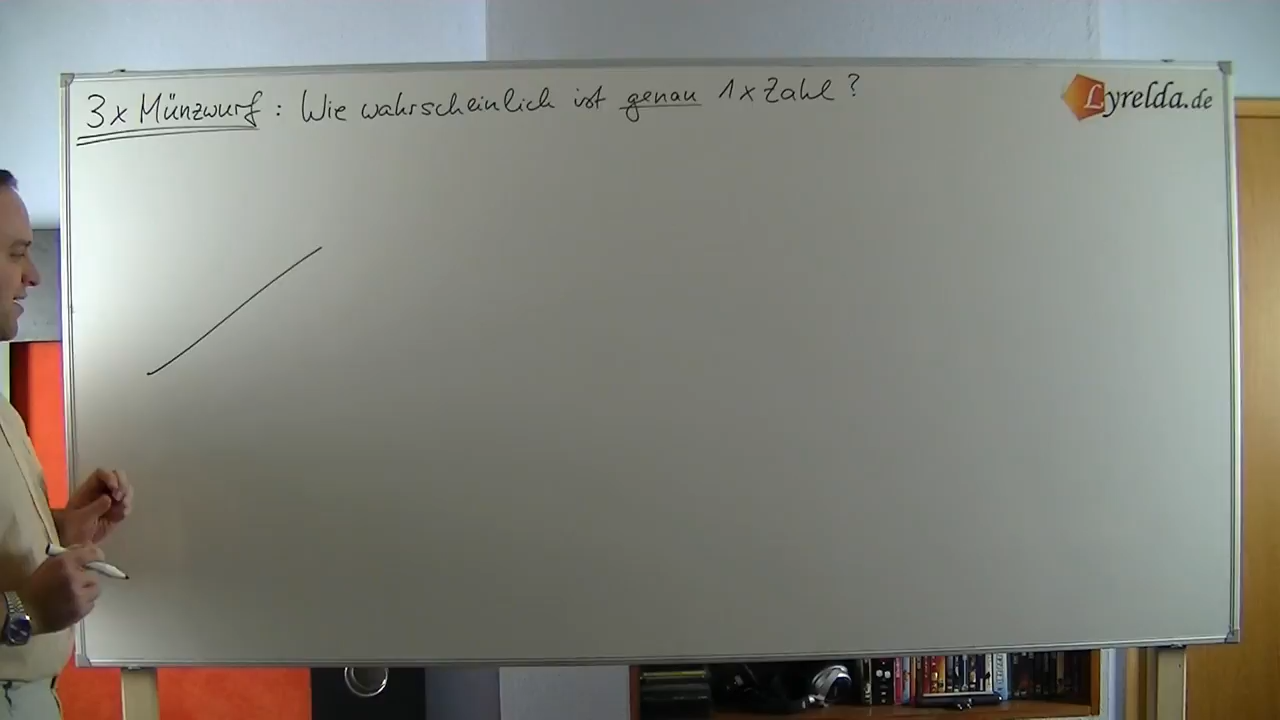 3x Münzwurf : Wie wahrscheinlich ist genau 1x Zahl ?
Lyrelda.de